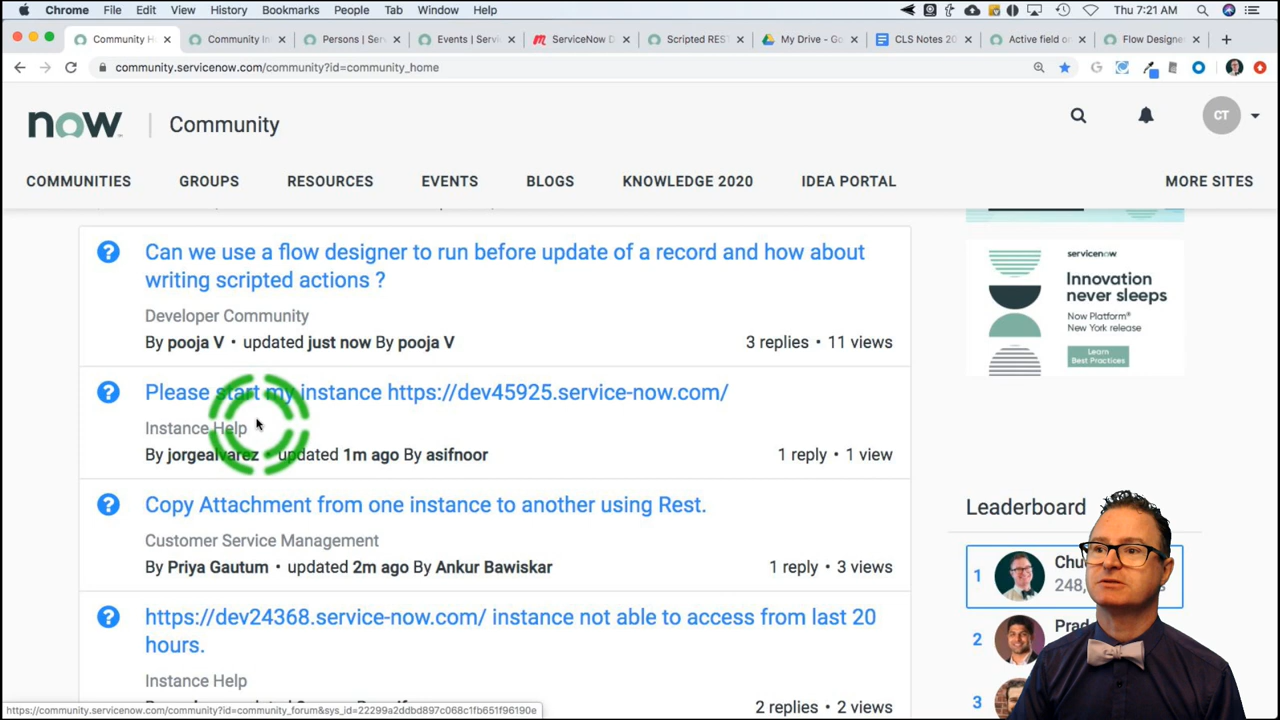 Chrome File Edit View History Bookmarks People Tab Window Help Thu 7:21 AM
Community H
Community In
Persons | Serv
Events | Servi
ServiceNow D
Scripted REST
My Drive - Go
CLS Notes 20
Active field o
Flow Designe
community.servicenow.com/community?id=community_home
now Community
CT
COMMUNITIES GROUPS RESOURCES EVENTS BLOGS KNOWLEDGE 2020 IDEA PORTAL MORE SITES
Can we use a flow designer to run before update of a record and how about
writing scripted actions ?
Developer Community
By pooja V • updated just now By pooja V 3 replies • 11 views
Please start my instance https://dev45925.service-now.com/
Instance Help
By jorgealvarez • updated 1m ago By asifnoor 1 reply • 1 view
Copy Attachment from one instance to another using Rest.
Customer Service Management
By Priya Gautum • updated 2m ago By Ankur Bawiskar 1 reply • 3 views
https://dev24368.service-now.com/ instance not able to access from last 20
hours.
Instance Help
2 replies • 2 views
servicenow
Innovation
never sleeps
Now Platform®
New York release
Learn
Best Practices
Leaderboard
1 Chu
248,
2 Prad
3
https://community.servicenow.com/community?id=community_forum&sys_id=22299a2ddbd897c068c1fb651f96190e